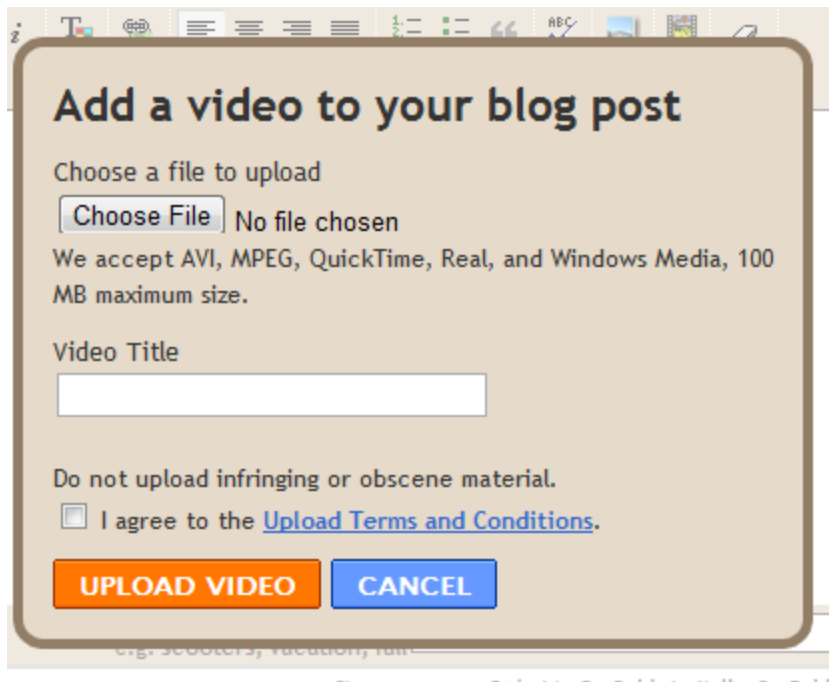 i
T
ABC
Add a video to your blog post
Choose a file to upload
Choose File No file chosen
We accept AVI, MPEG, QuickTime, Real, and Windows Media, 100
MB maximum size.
Video Title
Do not upload infringing or obscene material.
I agree to the Upload Terms and Conditions.
UPLOAD VIDEO CANCEL
e.g. scooters, vacation, fall